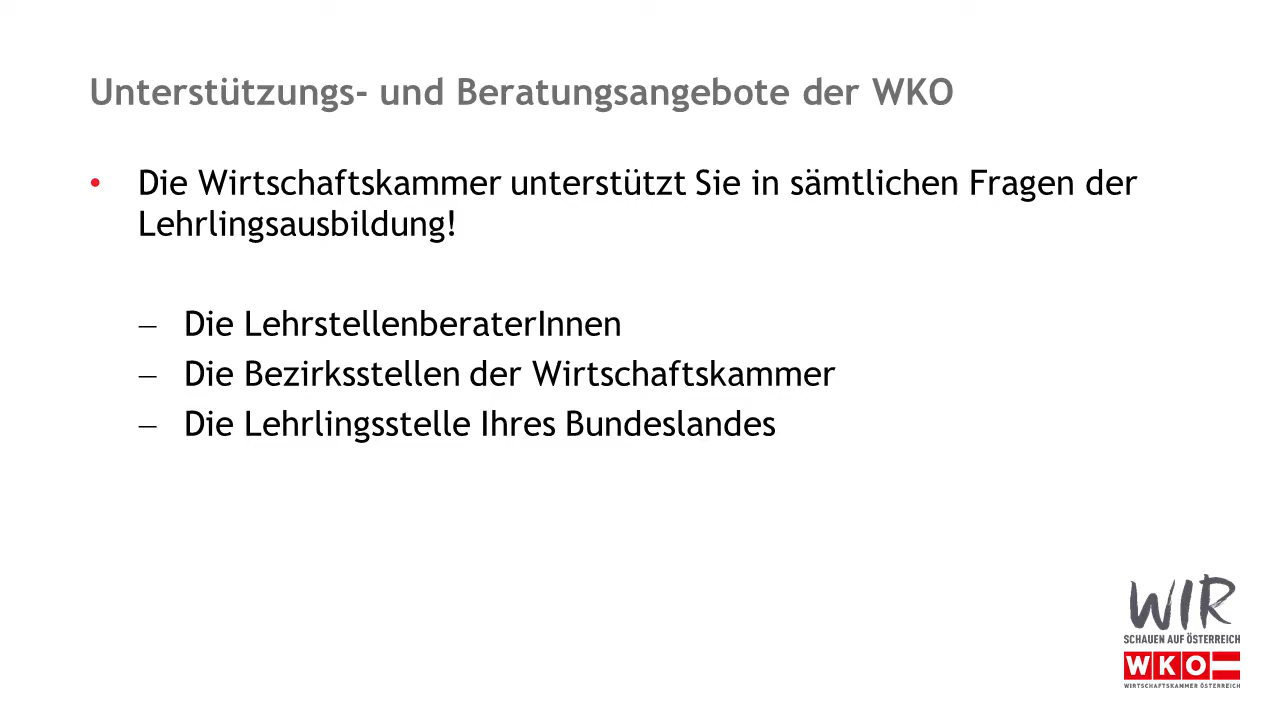 Unterstützungs- und Beratungsangebote der WKO
• Die Wirtschaftskammer unterstützt Sie in sämtlichen Fragen der
Lehrlingsausbildung!
– Die LehrstellenberaterInnen
– Die Bezirksstellen der Wirtschaftskammer
– Die Lehrlingsstelle Ihres Bundeslandes
WIR
SCHAUEN AUF ÖSTERREICH
WKO
WIRTSCHAFTSKAMMER ÖSTERREICH